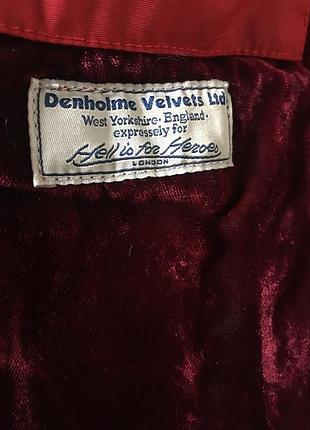 Denholme Velvets Ltd
West Yorkshire · England ·
expressely for
Hell is for Heroes
LONDON